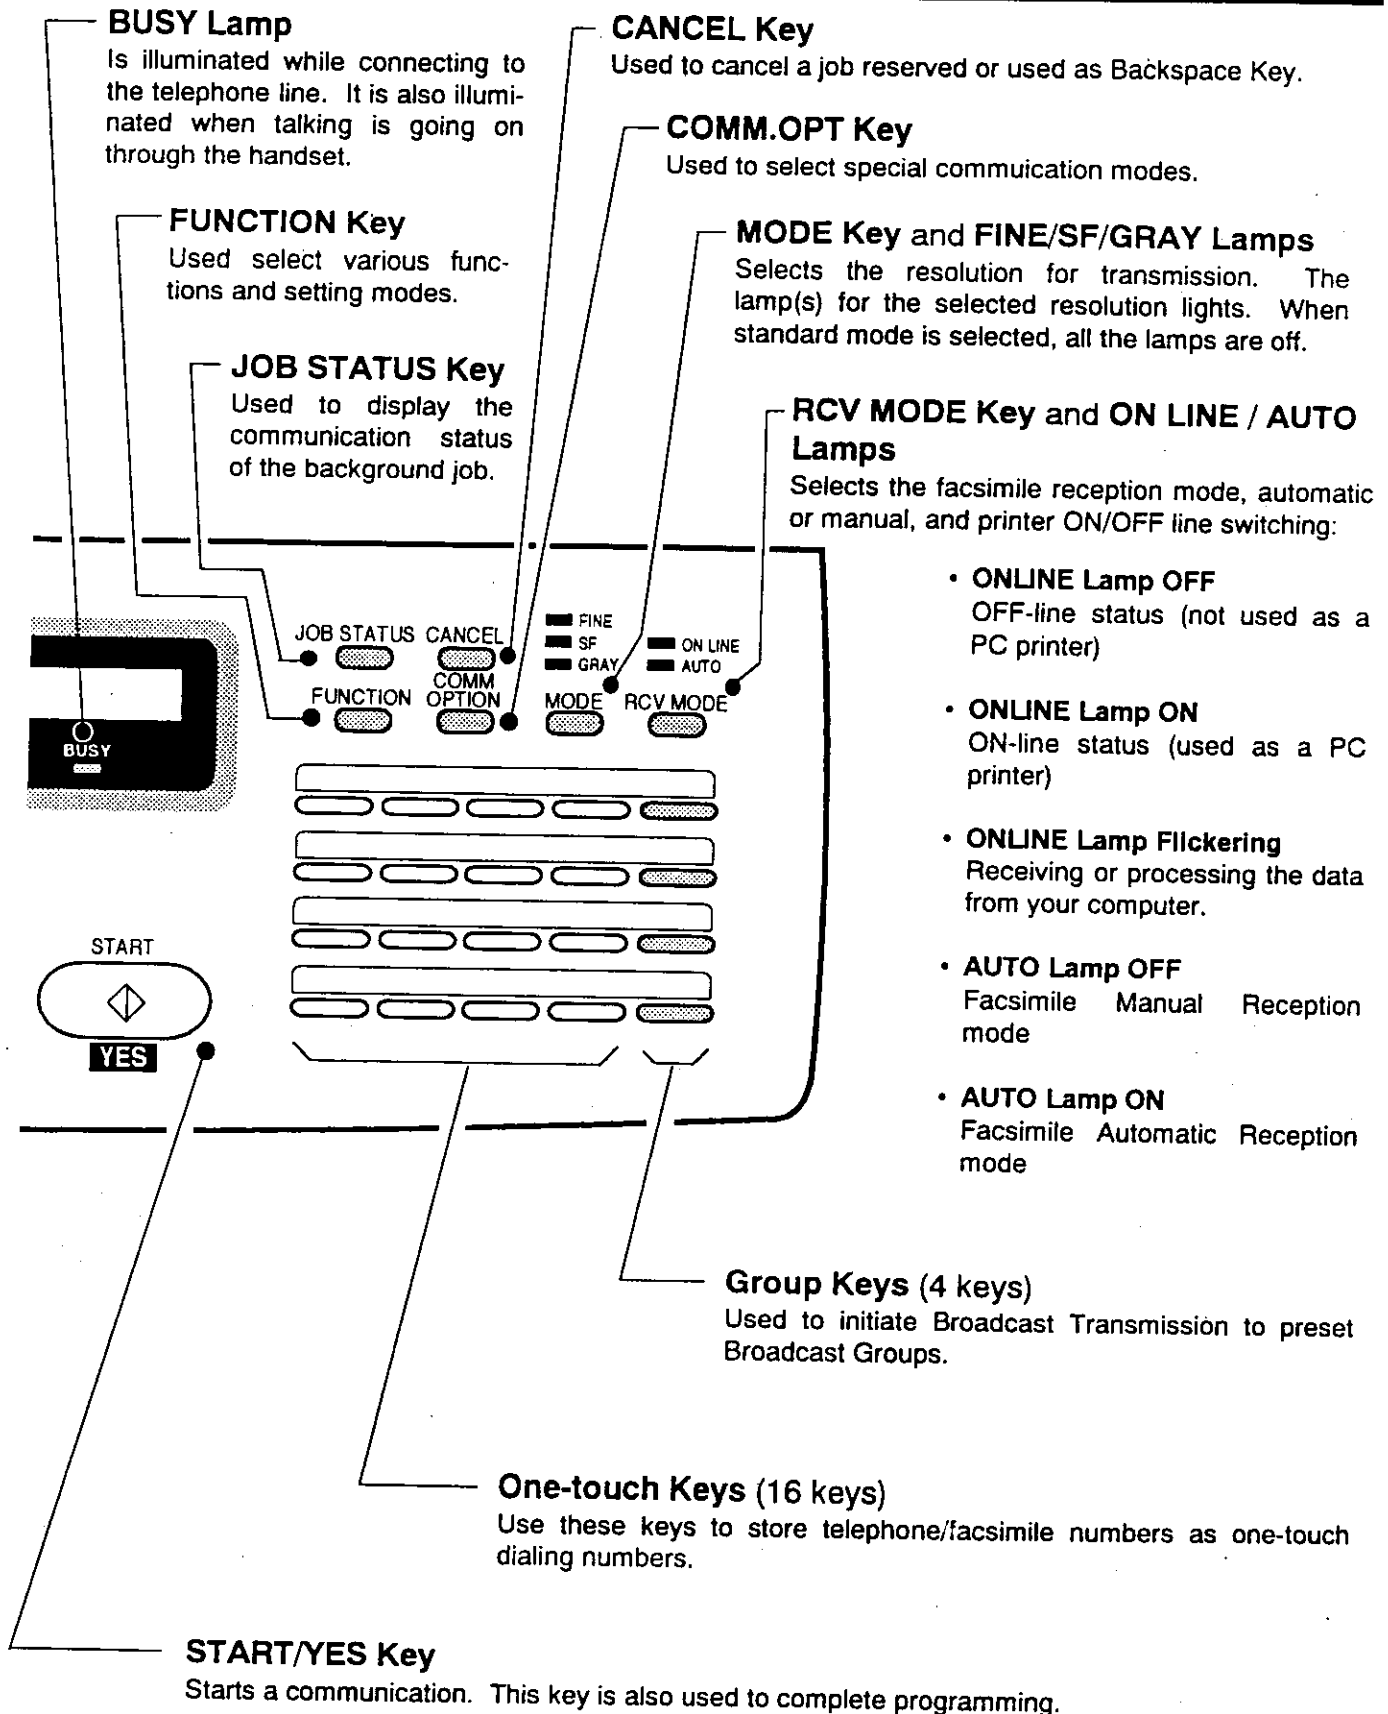 BUSY Lamp
Is illuminated while connecting to
the telephone line. It is also illumi-
nated when talking is going on
through the handset.
CANCEL Key
Used to cancel a job reserved or used as Backspace Key.
COMM.OPT Key
Used to select special commuication modes.
FUNCTION Key
Used select various func-
tions and setting modes.
MODE Key and FINE/SF/GRAY Lamps
Selects the resolution for transmission. The
lamp(s) for the selected resolution lights. When
standard mode is selected, all the lamps are off.
JOB STATUS Key
Used to display the
communication status
of the background job.
RCV MODE Key and ON LINE / AUTO
Lamps
Selects the facsimile reception mode, automatic
or manual, and printer ON/OFF line switching:
• ONLINE Lamp OFF
OFF-line status (not used as a
PC printer)
• ONLINE Lamp ON
ON-line status (used as a PC
printer)
• ONLINE Lamp Flickering
Receiving or processing the data
from your computer.
• AUTO Lamp OFF
Facsimile Manual Reception
mode
• AUTO Lamp ON
Facsimile Automatic Reception
mode
JOB STATUS CANCEL
FINE
SF
GRAY
ON LINE
AUTO
FUNCTION
COMM
OPTION
MODE
RCV MODE
BUSY
START
YES
Group Keys (4 keys)
Used to initiate Broadcast Transmission to preset
Broadcast Groups.
One-touch Keys (16 keys)
Use these keys to store telephone/facsimile numbers as one-touch
dialing numbers.
START/YES Key
Starts a communication. This key is also used to complete programming.